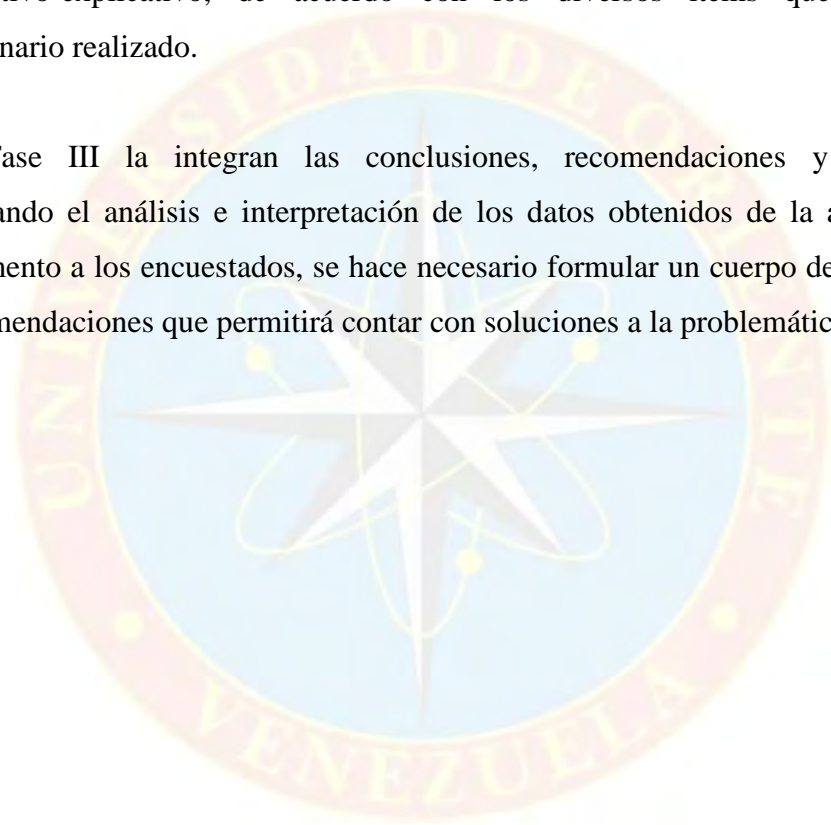 tivo-explicativo, de acuerdo con los diversos ítems que
nario realizado.
ase III la integran las conclusiones, recomendaciones y
ando el análisis e interpretación de los datos obtenidos de la a
mento a los encuestados, se hace necesario formular un cuerpo de
mendaciones que permitirá contar con soluciones a la problemátic
UNIVERSIDAD DE ORIENTE
VENEZUELA